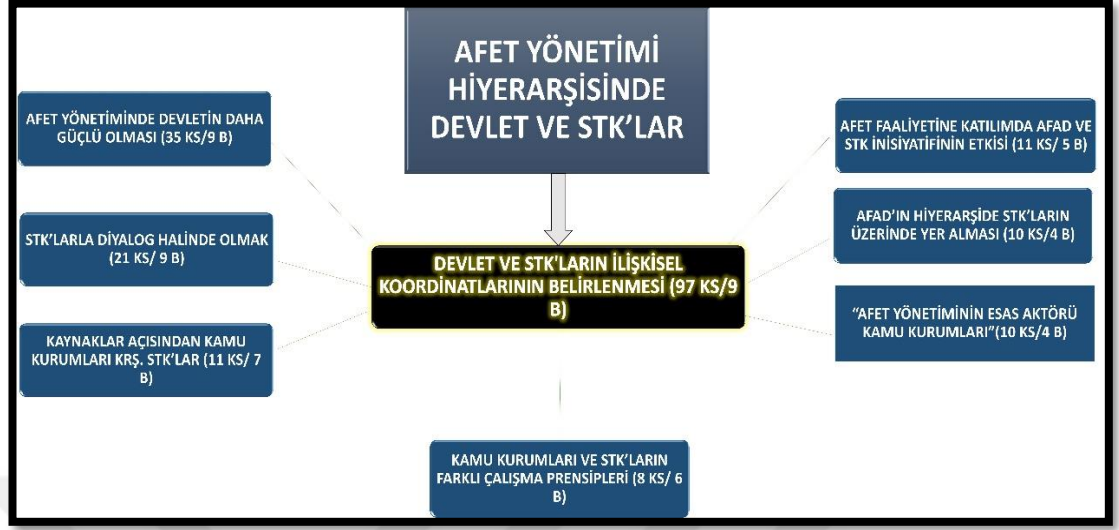 AFET YÖNETİMİ
HİYERARŞİSİNDE
DEVLET VE STK'LAR
AFET YÖNETİMİNDE DEVLETİN DAHA
GÜÇLÜ OLMASI (35 KS/9 B)
STK'LARLA DİYALOG HALİNDE OLMAK
(21 KS/ 9 B)
KAYNAKLAR AÇISINDAN KAMU
KURUMLARI KRŞ. STK'LAR (11 KS/ 7
B)
DEVLET VE STK'LARIN İLİŞKİSEL
KOORDİNATLARININ BELİRLENMESİ (97 KS/9
B)
AFET FAALİYETİNE KATILIMDA AFAD VE
STK İNİSİYATİFİNİN ETKİSİ (11 KS/ 5 B)
AFAD'IN HİYERARŞİDE STK'LARIN
ÜZERİNDE YER ALMASI (10 KS/4 B)
“AFET YÖNETİMİNİN ESAS AKTÖRÜ
KAMU KURUMLARI”(10 KS/4 B)
KAMU KURUMLARI VE STK'LARIN
FARKLI ÇALIŞMA PRENSİPLERİ (8 KS/ 6
B)